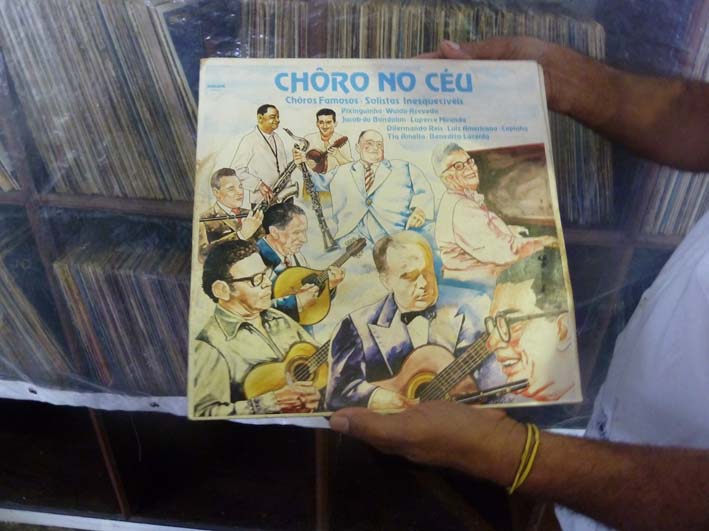 CHÔRO NO CÉU
Chôros Famosos · Solistas Inesquecíveis
Pixinguinha · Waldir Azevedo
Jacob do Bandolim · Luperce Miranda
Dilermando Reis · Luís Americano · Copinha
Tia Amélia · Benedito Lacerda